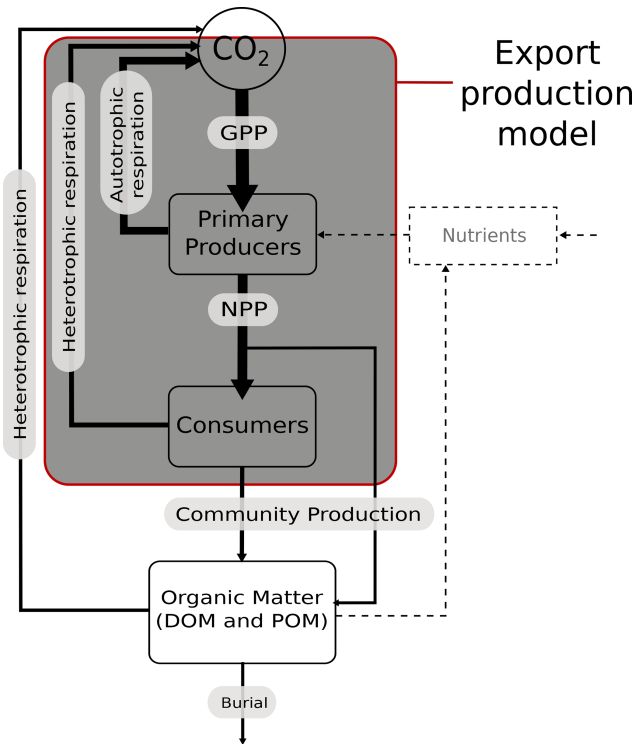 CO2
Export
production
model
GPP
Autotrophic
respiration
Heterotrophic respiration
Heterotrophic respiration
Primary
Producers
Nutrients
NPP
Consumers
Community Production
Organic Matter
(DOM and POM)
Burial